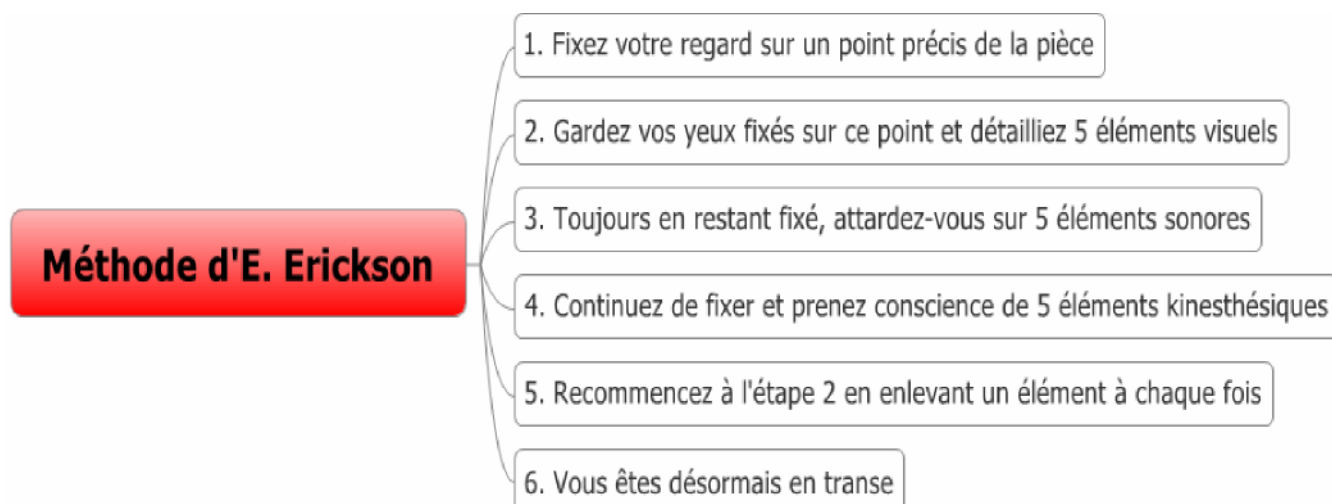 1. Fixez votre regard sur un point précis de la pièce
2. Gardez vos yeux fixés sur ce point et détailliez 5 éléments visuels
3. Toujours en restant fixé, attardez-vous sur 5 éléments sonores
Méthode d'E. Erickson
4. Continuez de fixer et prenez conscience de 5 éléments kinesthésiques
5. Recommencez à l'étape 2 en enlevant un élément à chaque fois
6. Vous êtes désormais en transe